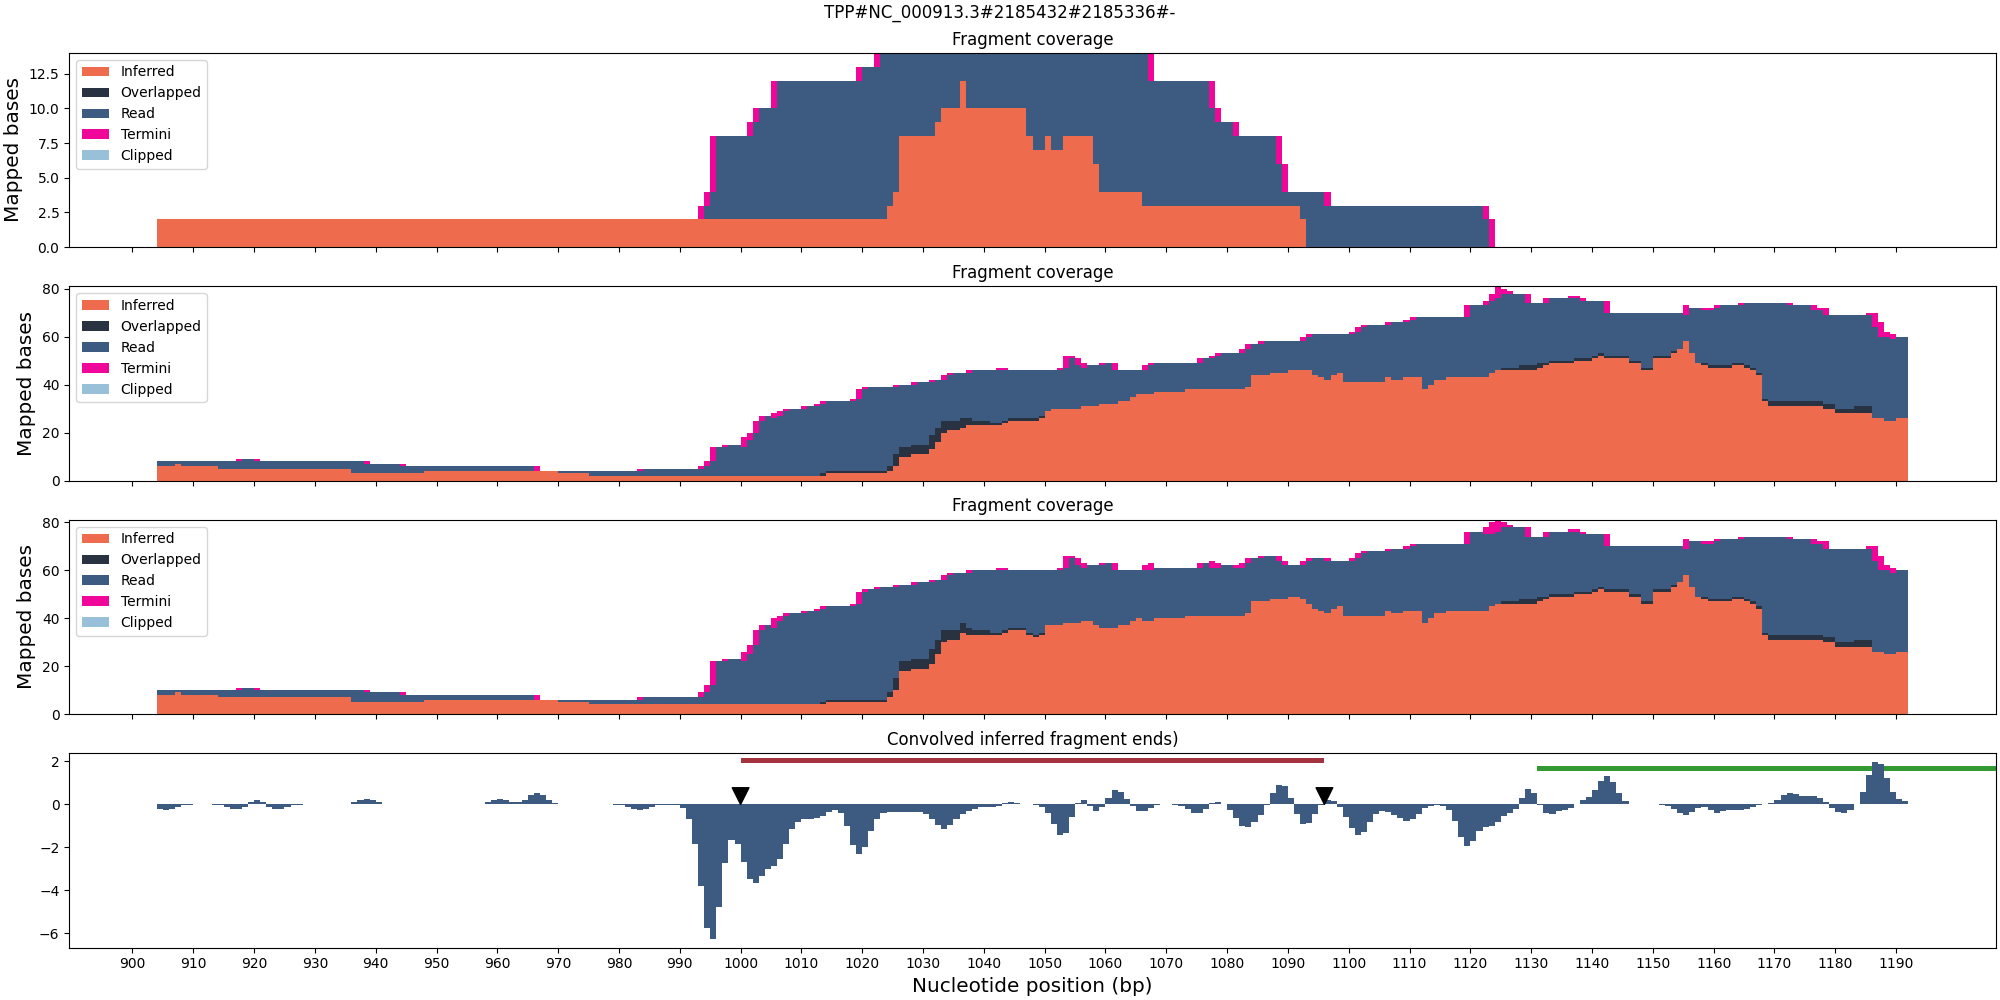 TPP#NC_000913.3#2185432#2185336#-
Fragment coverage
Mapped bases
12.5
10.0
7.5
5.0
2.5
0.0
Inferred
Overlapped
Read
Termini
Clipped
Fragment coverage
Mapped bases
80
60
40
20
0
Inferred
Overlapped
Read
Termini
Clipped
Fragment coverage
Mapped bases
80
60
40
20
0
Inferred
Overlapped
Read
Termini
Clipped
Convolved inferred fragment ends)
2
0
−2
−4
−6
900 910 920 930 940 950 960 970 980 990 1000 1010 1020 1030 1040 1050 1060 1070 1080 1090 1100 1110 1120 1130 1140 1150 1160 1170 1180 1190
Nucleotide position (bp)